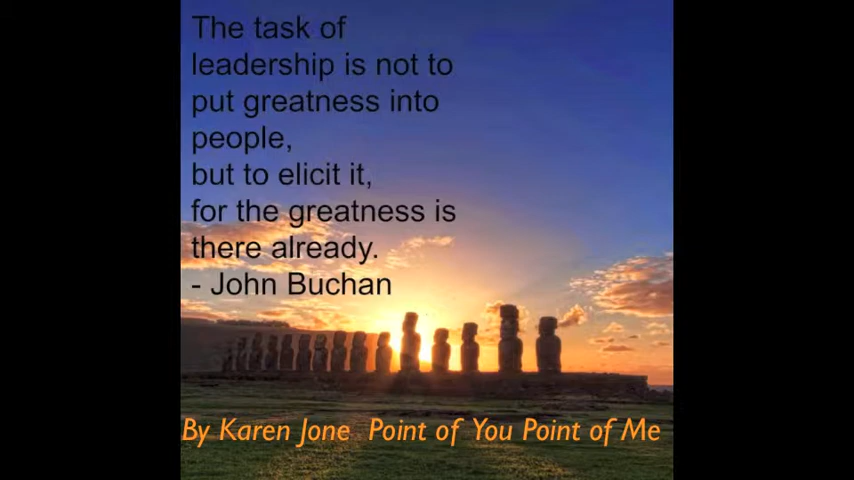 The task of
leadership is not to
put greatness into
people,
but to elicit it,
for the greatness is
there already.
- John Buchan
By Karen Jone  Point of You Point of Me